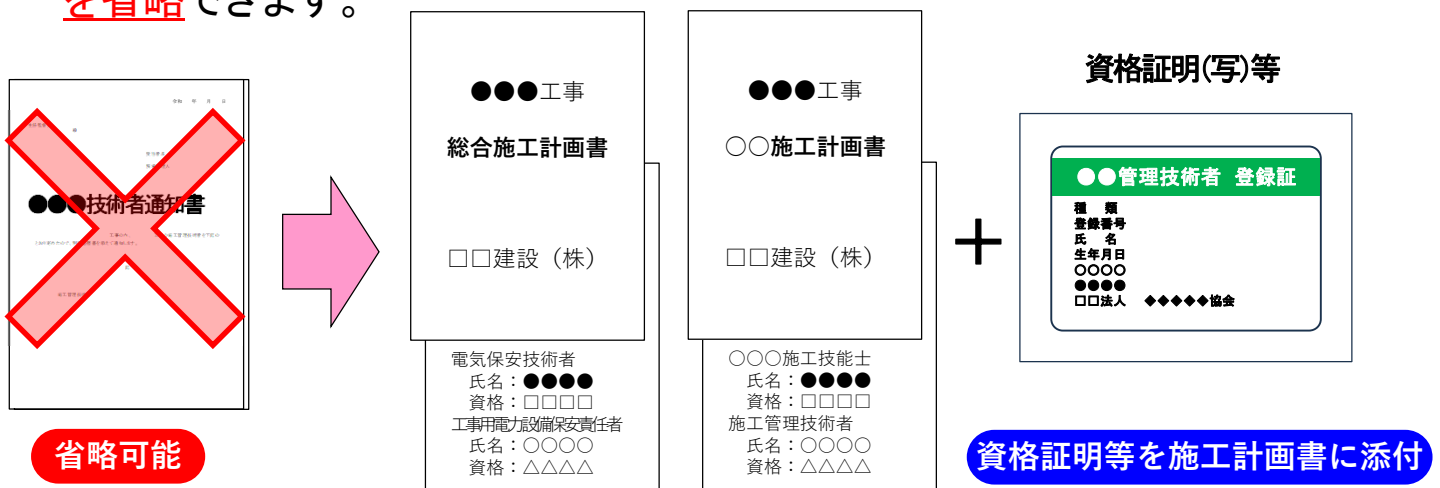 を省略できます。
資格証明(写)等
●●●技術者通知書
省略可能
●●●工事
総合施工計画書
□□建設（株）
電気保安技術者
氏名：●●●●
資格：□□□□
工事用電力設備保安責任者
氏名：○○○○
資格：△△△△
●●●工事
○○施工計画書
□□建設（株）
○○○施工技能士
氏名：●●●●
資格：□□□□
施工管理技術者
氏名：○○○○
資格：△△△△
＋
●●管理技術者 登録証
種 類
登録番号
氏 名
生年月日
○○○○
●●●●
□□法人 ◆◆◆◆◆協会
資格証明等を施工計画書に添付